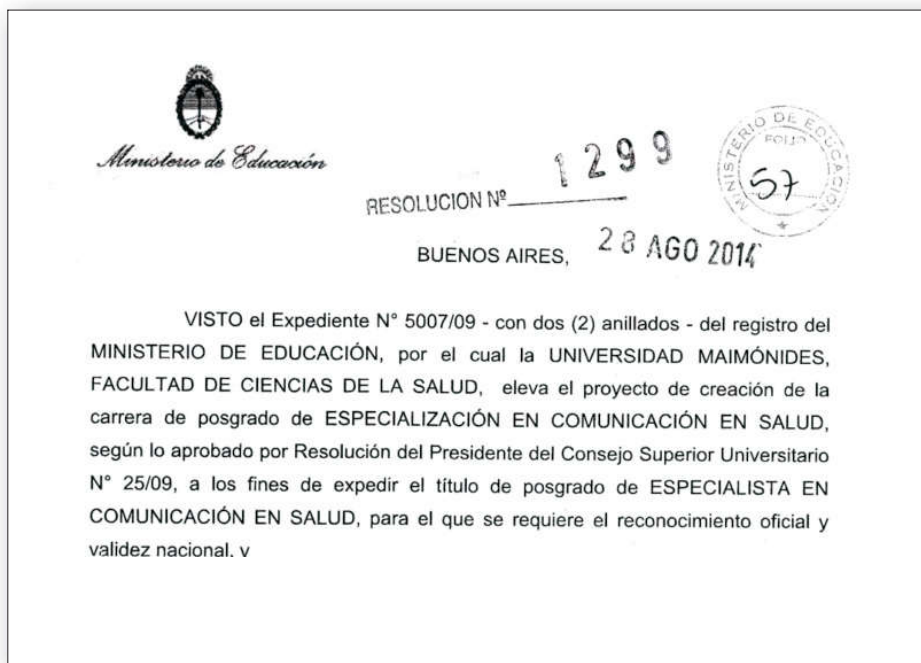 Ministerio de Educación
RESOLUCION Nº 1299
MINISTERIO DE EDUCACIÓN
FOLIO
57
BUENOS AIRES, 28 AGO 2014
VISTO el Expediente N° 5007/09 - con dos (2) anillados - del registro del
MINISTERIO DE EDUCACIÓN, por el cual la UNIVERSIDAD MAIMÓNIDES,
FACULTAD DE CIENCIAS DE LA SALUD, eleva el proyecto de creación de la
carrera de posgrado de ESPECIALIZACIÓN EN COMUNICACIÓN EN SALUD,
según lo aprobado por Resolución del Presidente del Consejo Superior Universitario
N° 25/09, a los fines de expedir el título de posgrado de ESPECIALISTA EN
COMUNICACIÓN EN SALUD, para el que se requiere el reconocimiento oficial y
validez nacional, y